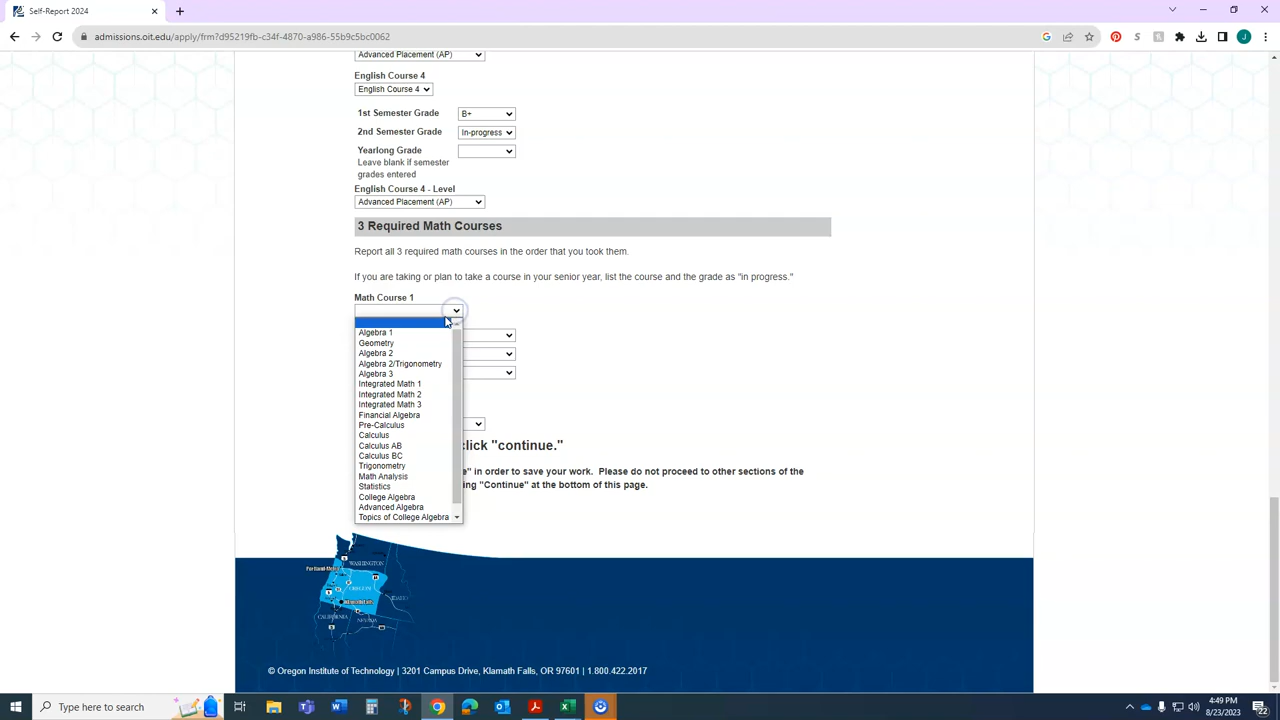 Self-Report 2024
admissions.oit.edu/apply/frm?d95219fb-c34f-4870-a986-55b9c5bc0062
Advanced Placement (AP)
English Course 4
English Course 4
1st Semester Grade B+
2nd Semester Grade In-progress
Yearlong Grade
Leave blank if semester
grades entered
English Course 4 - Level
Advanced Placement (AP)
3 Required Math Courses
Report all 3 required math courses in the order that you took them.
If you are taking or plan to take a course in your senior year, list the course and the grade as "in progress."
Math Course 1
Algebra 1
Geometry
Algebra 2
Algebra 2/Trigonometry
Algebra 3
Integrated Math 1
Integrated Math 2
Integrated Math 3
Financial Algebra
Pre-Calculus
Calculus
Calculus AB
Calculus BC
Trigonometry
Math Analysis
Statistics
College Algebra
Advanced Algebra
Topics of College Algebra
click "continue."
" in order to save your work. Please do not proceed to other sections of the
ing "Continue" at the bottom of this page.
WASHINGTON
Portland-Metro
OREGON
IDAHO
CALIFORNIA
NEVADA
© Oregon Institute of Technology | 3201 Campus Drive, Klamath Falls, OR 97601 | 1.800.422.2017
Type here to search
4:49 PM
8/23/2023
22